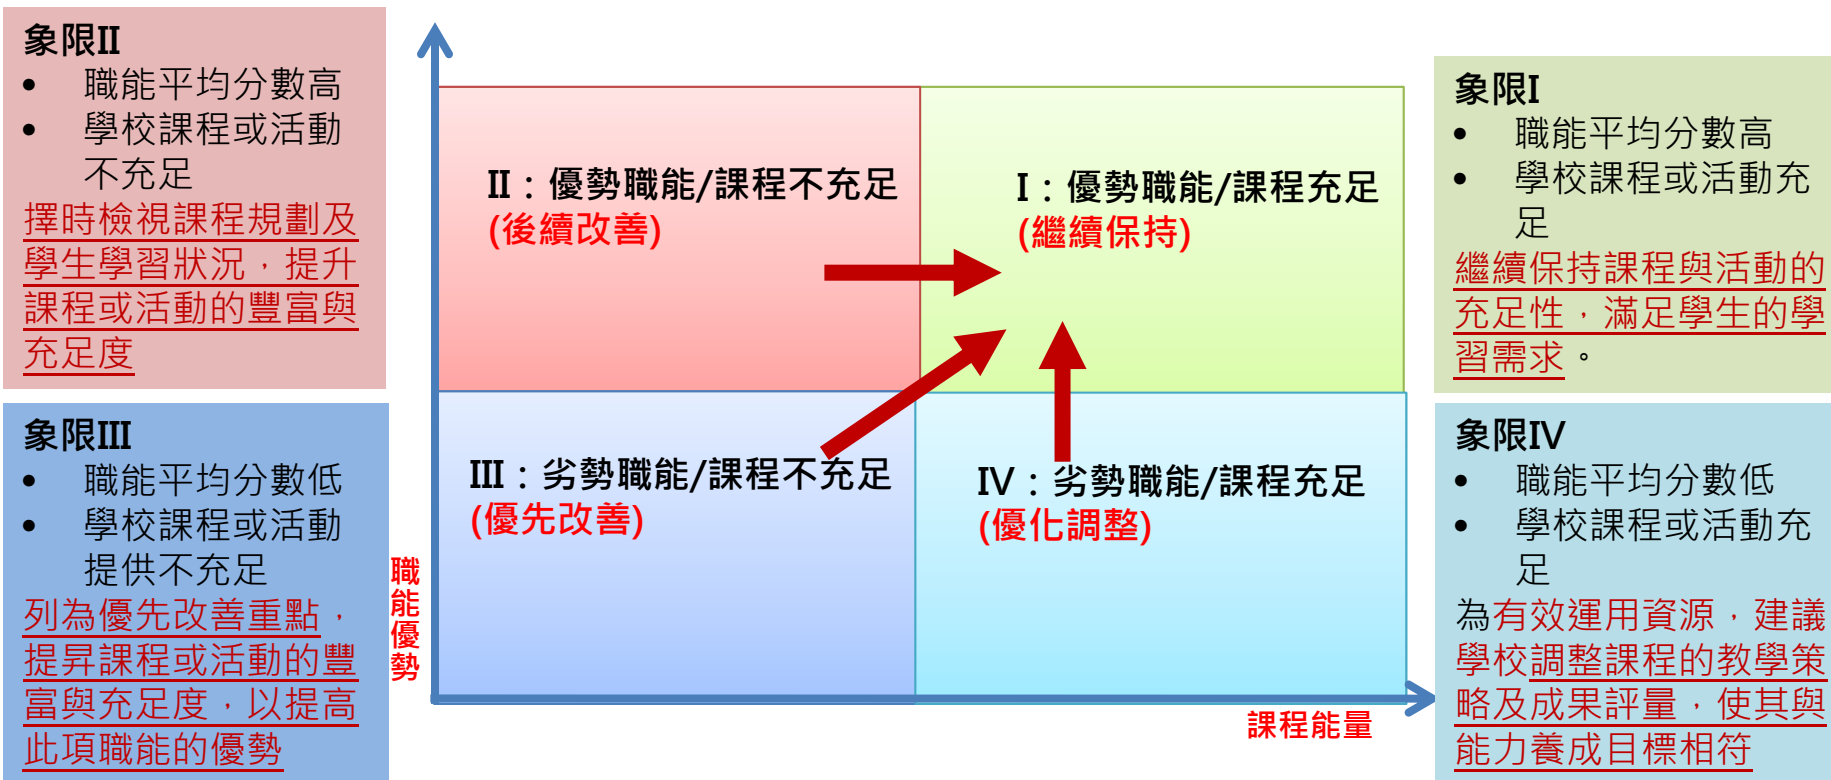 象限II
• 職能平均分數高
• 學校課程或活動
不充足
擇時檢視課程規劃及
學生學習狀況，提升
課程或活動的豐富與
充足度
象限III
• 職能平均分數低
• 學校課程或活動
提供不充足
列為優先改善重點，
提昇課程或活動的豐
富與充足度，以提高
此項職能的優勢
II：優勢職能/課程不充足
(後續改善)
I：優勢職能/課程充足
(繼續保持)
III：劣勢職能/課程不充足
(優先改善)
IV：劣勢職能/課程充足
(優化調整)
職能優勢
課程能量
象限I
• 職能平均分數高
• 學校課程或活動充
足
繼續保持課程與活動的
充足性，滿足學生的學
習需求。
象限IV
• 職能平均分數低
• 學校課程或活動充
足
為有效運用資源，建議
學校調整課程的教學策
略及成果評量，使其與
能力養成目標相符